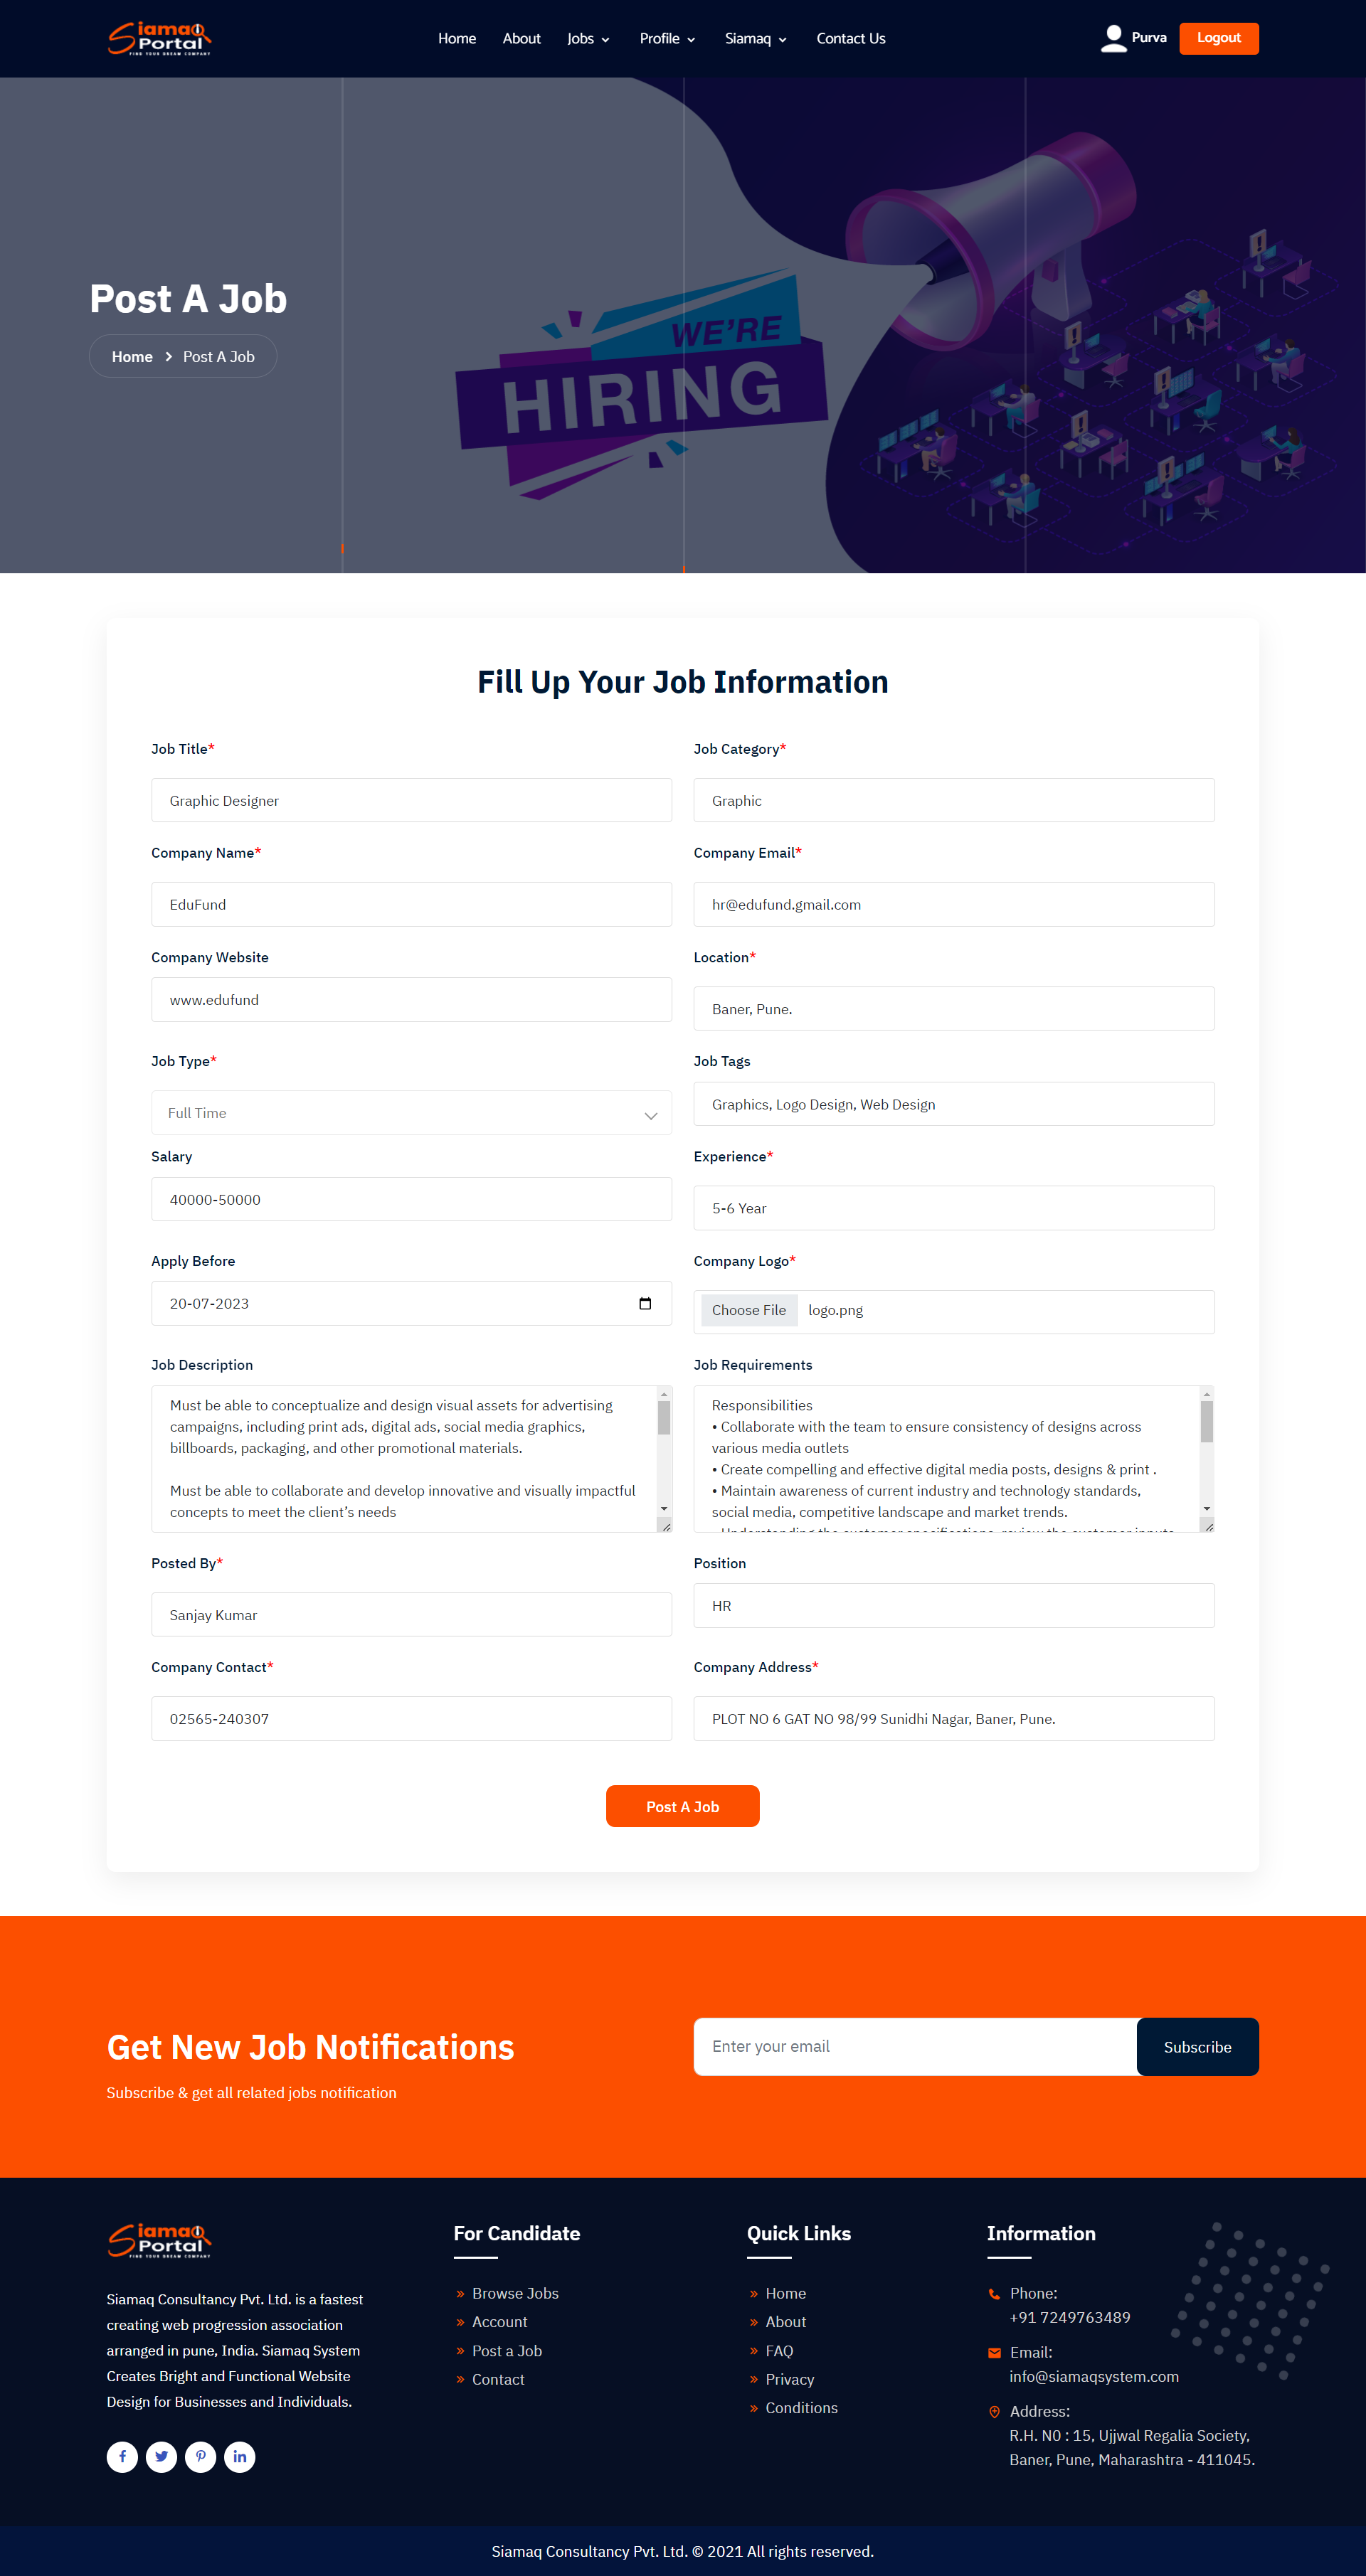 Siamaq
Portal
FIND YOUR DREAM COMPANY
Home
About
Jobs
Profile
Siamaq
Contact Us
Purva
Logout
WE'RE
HIRING
Post A Job
Home
Post A Job
Fill Up Your Job Information
Job Title*
Job Category*
Graphic Designer
Graphic
Company Name*
Company Email*
EduFund
hr@edufund.gmail.com
Company Website
Location*
www.edufund
Baner, Pune.
Job Type*
Job Tags
Full Time
Graphics, Logo Design, Web Design
Salary
Experience*
40000-50000
5-6 Year
Apply Before
Company Logo*
20-07-2023
Choose File
logo.png
Job Description
Must be able to conceptualize and design visual assets for advertising
campaigns, including print ads, digital ads, social media graphics,
billboards, packaging, and other promotional materials.
Must be able to collaborate and develop innovative and visually impactful
concepts to meet the client’s needs
Job Requirements
Responsibilities
• Collaborate with the team to ensure consistency of designs across
various media outlets
• Create compelling and effective digital media posts, designs & print .
• Maintain awareness of current industry and technology standards,
social media, competitive landscape and market trends.
Posted By*
Position
Sanjay Kumar
HR
Company Contact*
Company Address*
02565-240307
PLOT NO 6 GAT NO 98/99 Sunidhi Nagar, Baner, Pune.
Post A Job
Get New Job Notifications
Subscribe & get all related jobs notification
Enter your email
Subscribe
Siamaq
Portal
FIND YOUR DREAM COMPANY
Siamaq Consultancy Pvt. Ltd. is a fastest
creating web progression association
arranged in pune, India. Siamaq System
Creates Bright and Functional Website
Design for Businesses and Individuals.
For Candidate
Browse Jobs
Account
Post a Job
Contact
Quick Links
Home
About
FAQ
Privacy
Conditions
Information
Phone:
+91 7249763489
Email:
info@siamaqsystem.com
Address:
R.H. N0 : 15, Ujjwal Regalia Society,
Baner, Pune, Maharashtra - 411045.
Siamaq Consultancy Pvt. Ltd. © 2021 All rights reserved.